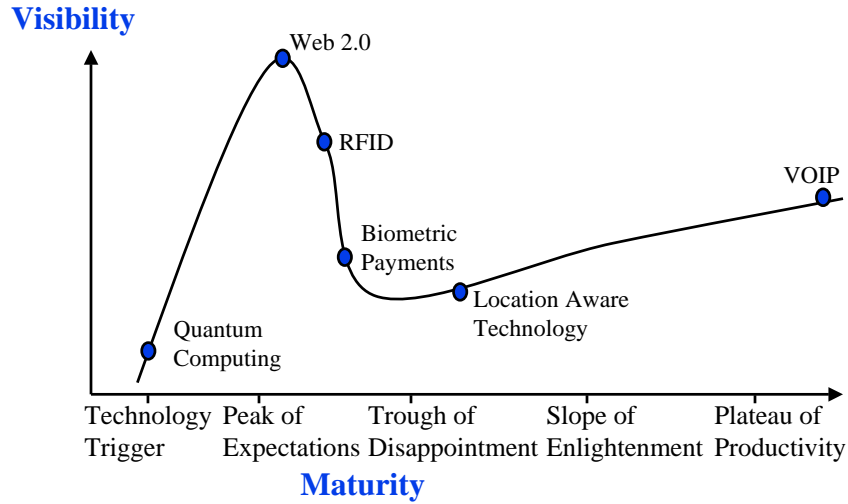 Visibility
Web 2.0
RFID
VOIP
Biometric
Payments
Location Aware
Technology
Quantum
Computing
Technology
Trigger
Peak of
Expectations
Trough of
Disappointment
Slope of
Enlightenment
Plateau of
Productivity
Maturity